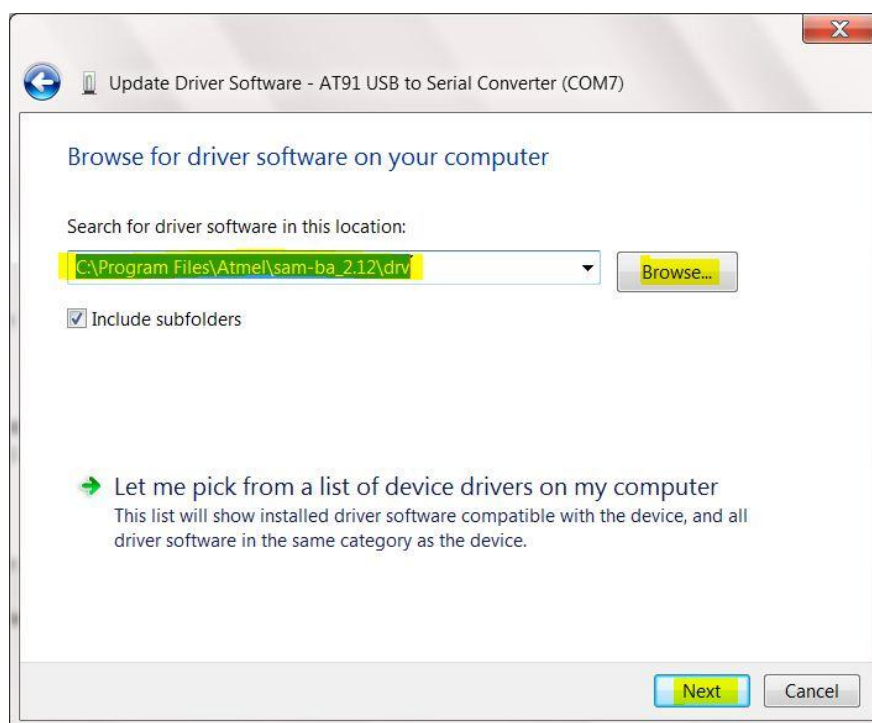 Update Driver Software - AT91 USB to Serial Converter (COM7)
Browse for driver software on your computer
Search for driver software in this location:
C:\Program Files\Atmel\sam-ba_2.12\drv
Browse...
Include subfolders
Let me pick from a list of device drivers on my computer
This list will show installed driver software compatible with the device, and all
driver software in the same category as the device.
Next
Cancel